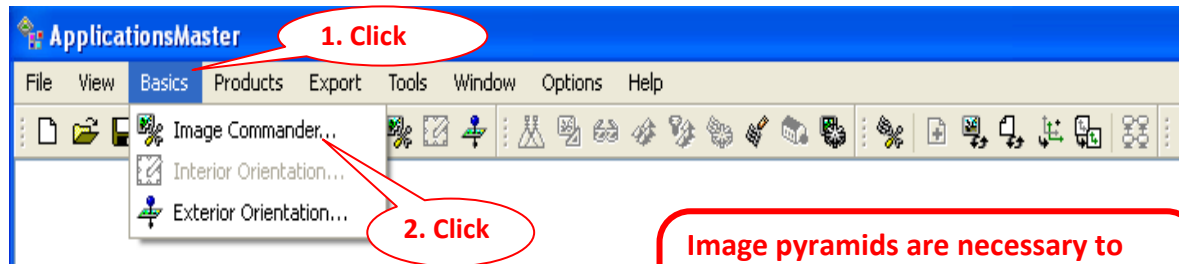 ApplicationsMaster
1. Click
File View Basics Products Export Tools Window Options Help
Image Commander...
Interior Orientation...
Exterior Orientation...
2. Click
Image pyramids are necessary to